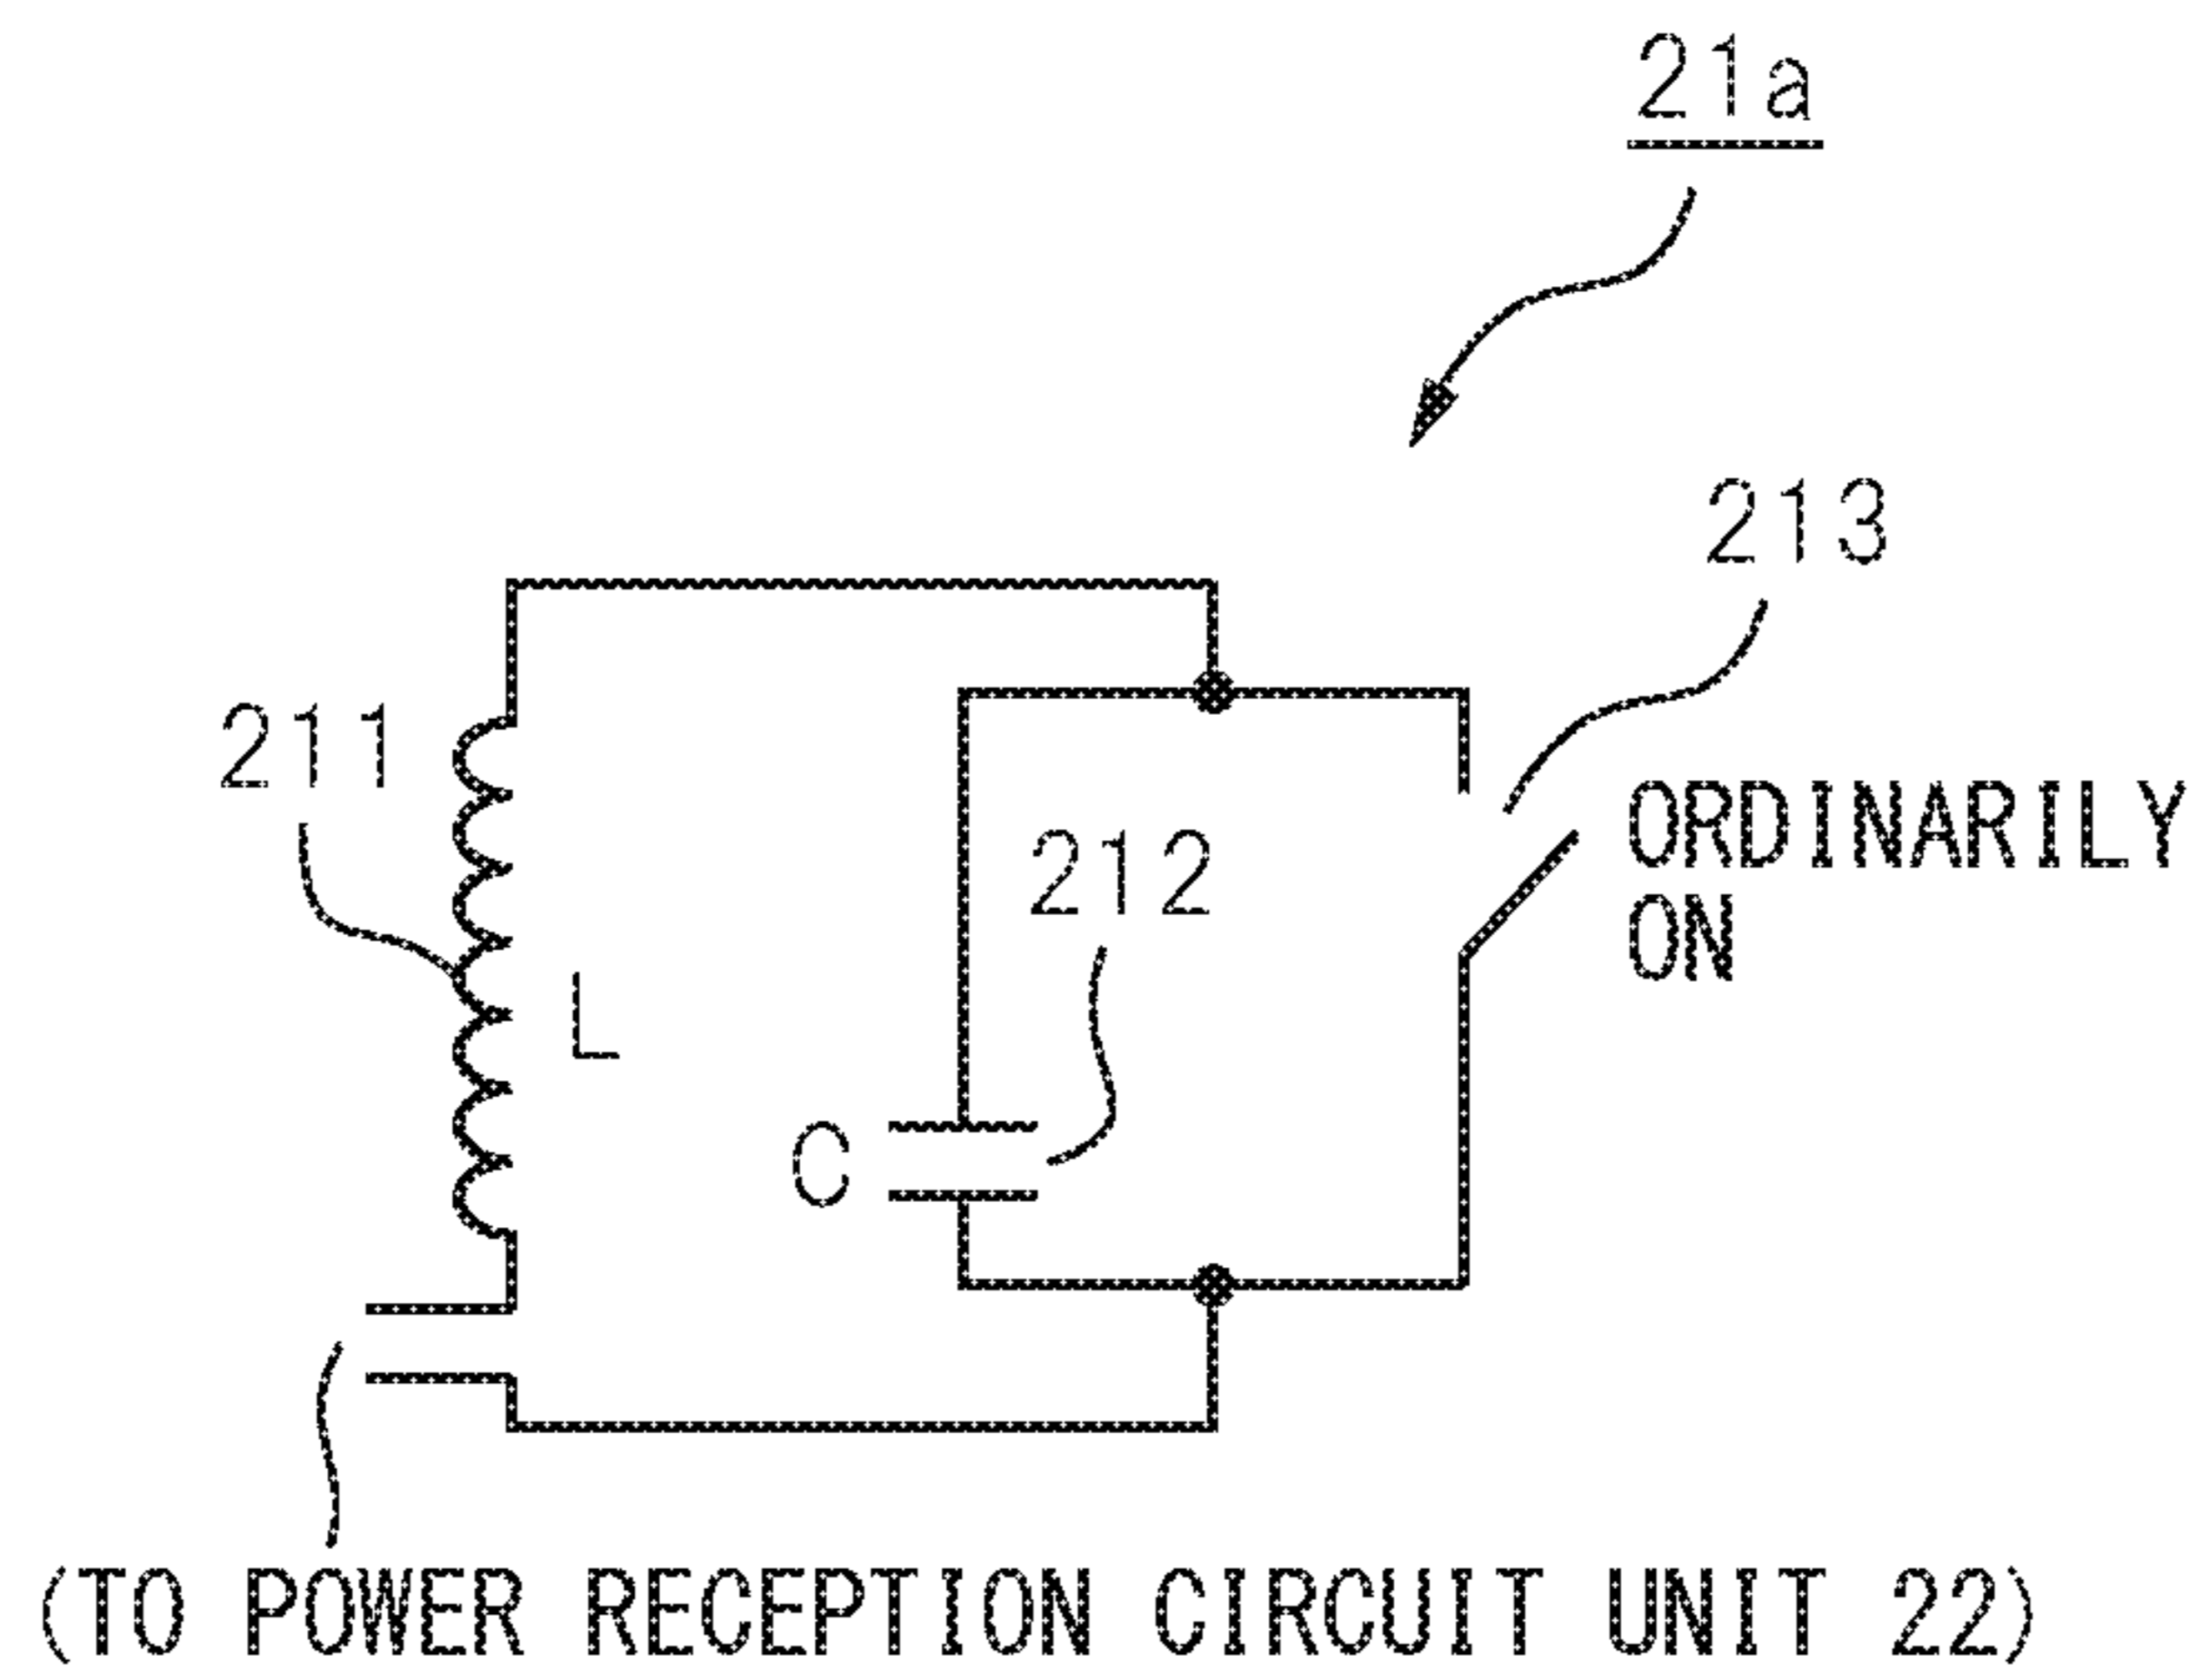 21a
213
211
ORDINARILY
ON
212
L
C
(TO POWER RECEPTION CIRCUIT UNIT 22)